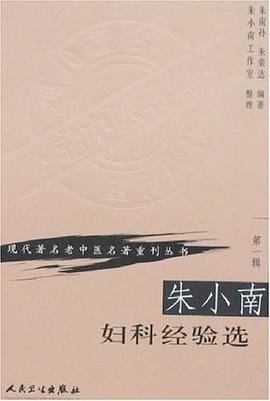 朱南孙 朱荣达 编著
朱小南工作室 整理
现代著名老中医名著重刊丛书
第一辑
朱小南
妇科经验选
人民卫生出版社